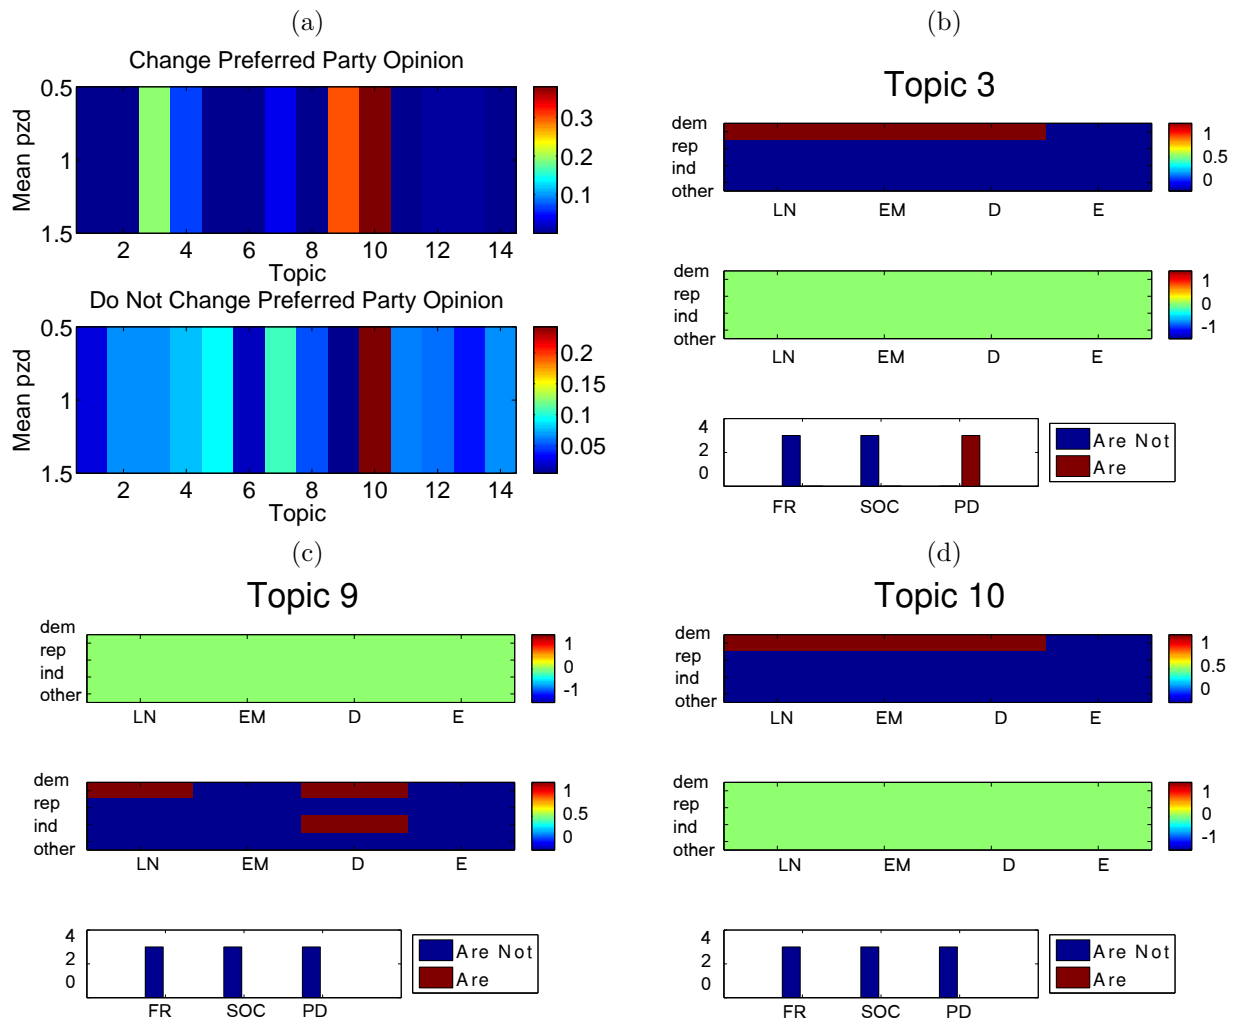 (a)
Change Preferred Party Opinion
0.5
1
1.5
Mean pzd
2 4 6 8 10 12 14
Topic
0.3
0.2
0.1
Do Not Change Preferred Party Opinion
0.5
1
1.5
Mean pzd
2 4 6 8 10 12 14
Topic
0.2
0.15
0.1
0.05
(b)
Topic 3
dem
rep
ind
other
LN EM D E
1
0.5
0
dem
rep
ind
other
LN EM D E
1
0
-1
4
2
0
FR SOC PD
Are Not
Are
(c)
Topic 9
dem
rep
ind
other
LN EM D E
1
0
-1
dem
rep
ind
other
LN EM D E
1
0.5
0
4
2
0
FR SOC PD
Are Not
Are
(d)
Topic 10
dem
rep
ind
other
LN EM D E
1
0.5
0
dem
rep
ind
other
LN EM D E
1
0
-1
4
2
0
FR SOC PD
Are Not
Are